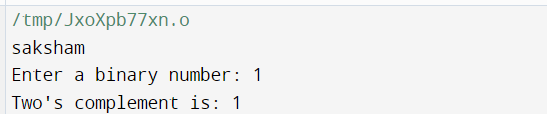 /tmp/JxoXpb77xn.o
saksham
Enter a binary number: 1
Two's complement is: 1